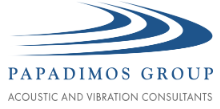 PAPADIMOS GROUP
ACOUSTIC AND VIBRATION CONSULTANTS